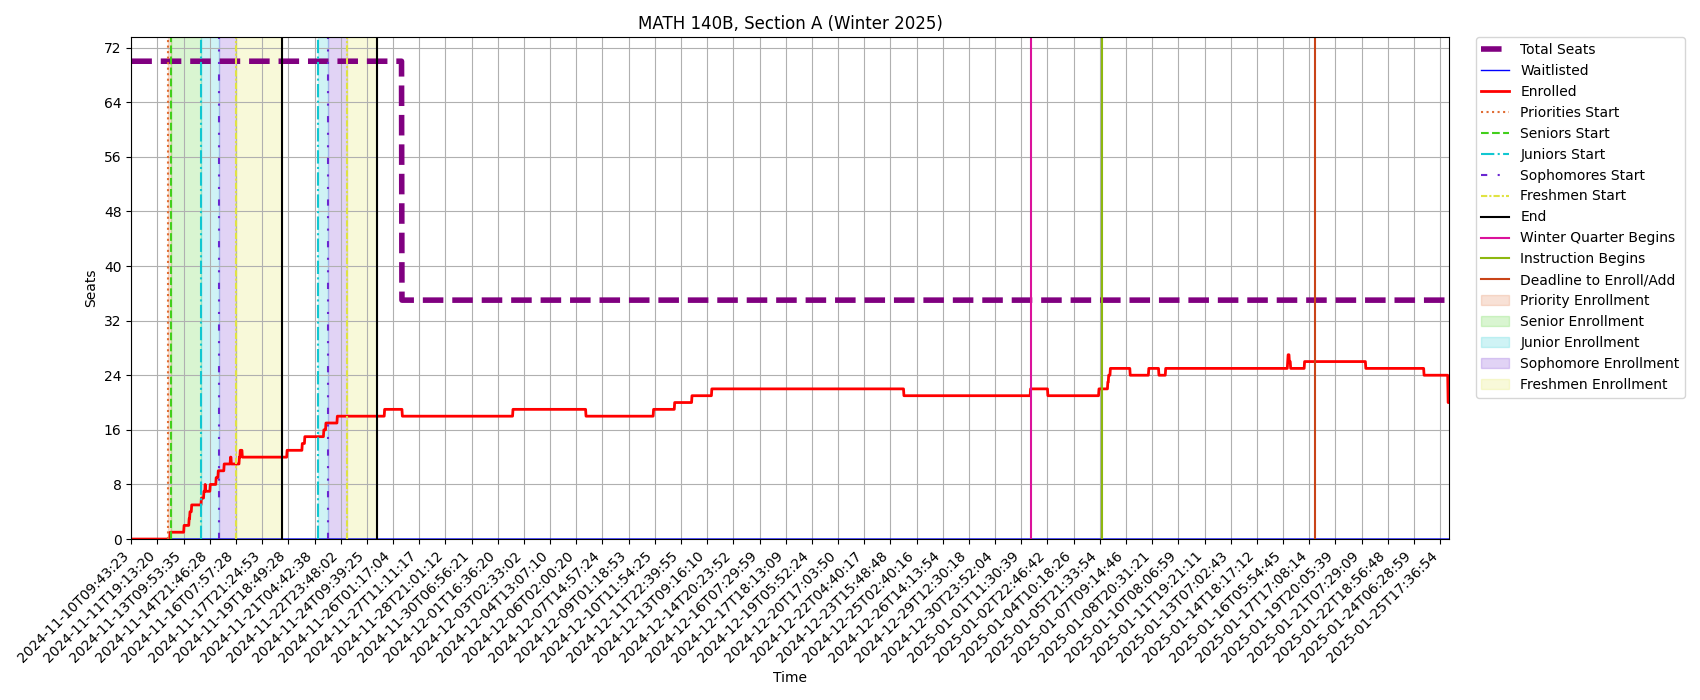 MATH 140B, Section A (Winter 2025)
72
64
56
48
40
32
24
16
8
0
Seats
2024-11-10T09:43:23
2024-11-11T19:13:20
2024-11-13T09:53:35
2024-11-14T21:46:28
2024-11-16T07:57:28
2024-11-17T21:24:53
2024-11-19T18:49:28
2024-11-21T04:42:38
2024-11-22T23:48:02
2024-11-24T09:39:25
2024-11-26T01:17:04
2024-11-27T11:11:17
2024-11-28T21:01:12
2024-11-30T06:56:21
2024-12-01T16:36:20
2024-12-03T02:33:02
2024-12-04T13:07:10
2024-12-06T02:00:20
2024-12-07T14:57:24
2024-12-09T01:18:53
2024-12-10T11:54:25
2024-12-11T22:39:55
2024-12-13T09:16:10
2024-12-14T20:23:52
2024-12-16T07:29:59
2024-12-17T18:13:09
2024-12-19T05:52:24
2024-12-20T17:03:50
2024-12-22T04:40:17
2024-12-23T15:48:48
2024-12-25T02:40:16
2024-12-26T14:13:54
2024-12-29T12:30:18
2024-12-30T23:52:04
2025-01-01T11:30:39
2025-01-02T22:46:42
2025-01-04T10:18:26
2025-01-05T21:33:54
2025-01-07T09:14:46
2025-01-08T20:31:21
2025-01-10T08:06:59
2025-01-11T19:21:11
2025-01-13T07:02:43
2025-01-14T18:17:12
2025-01-16T05:54:45
2025-01-17T17:08:14
2025-01-19T20:05:39
2025-01-21T07:29:09
2025-01-22T18:56:48
2025-01-24T06:28:59
2025-01-25T17:36:54
Time
Total Seats
Waitlisted
Enrolled
Priorities Start
Seniors Start
Juniors Start
Sophomores Start
Freshmen Start
End
Winter Quarter Begins
Instruction Begins
Deadline to Enroll/Add
Priority Enrollment
Senior Enrollment
Junior Enrollment
Sophomore Enrollment
Freshmen Enrollment